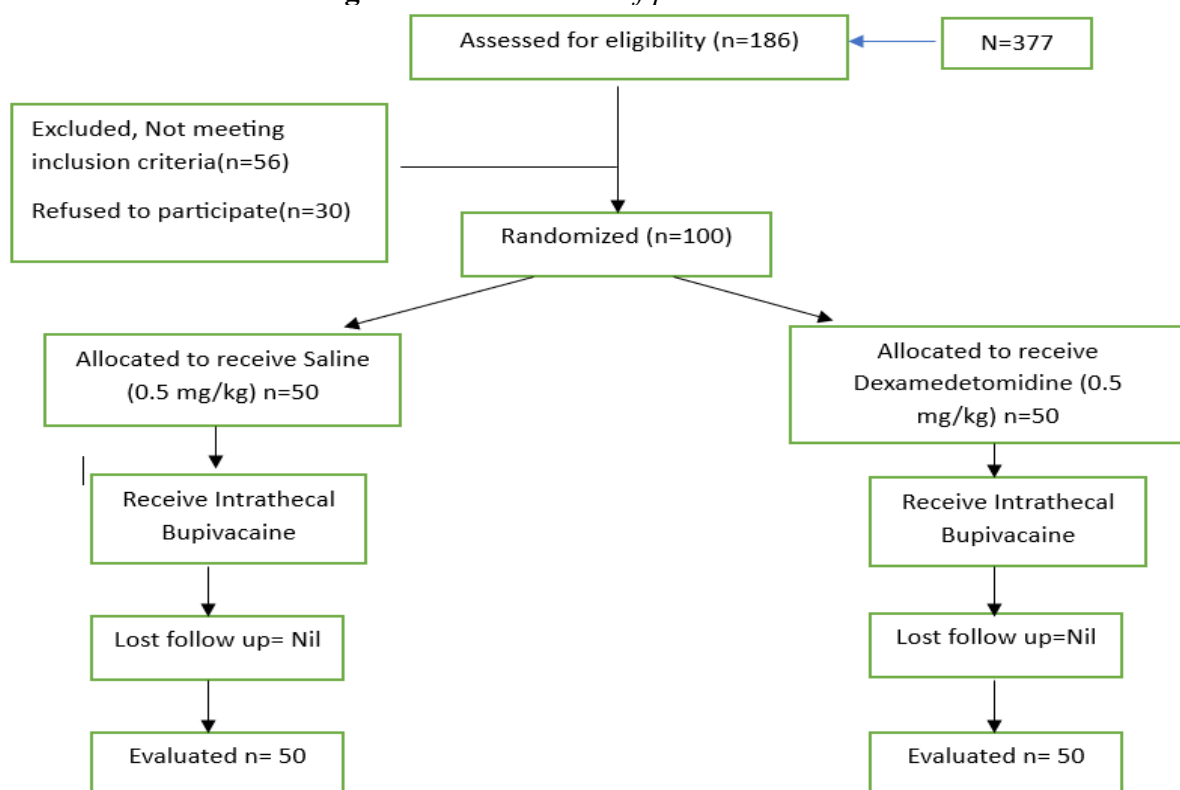 Assessed for eligibility (n=186)
N=377
Excluded, Not meeting
inclusion criteria(n=56)
Refused to participate(n=30)
Randomized (n=100)
Allocated to receive Saline
(0.5 mg/kg) n=50
Allocated to receive
Dexamedetomidine (0.5
mg/kg) n=50
Receive Intrathecal
Bupivacaine
Receive Intrathecal
Bupivacaine
Lost follow up= Nil
Lost follow up=Nil
Evaluated n= 50
Evaluated n= 50